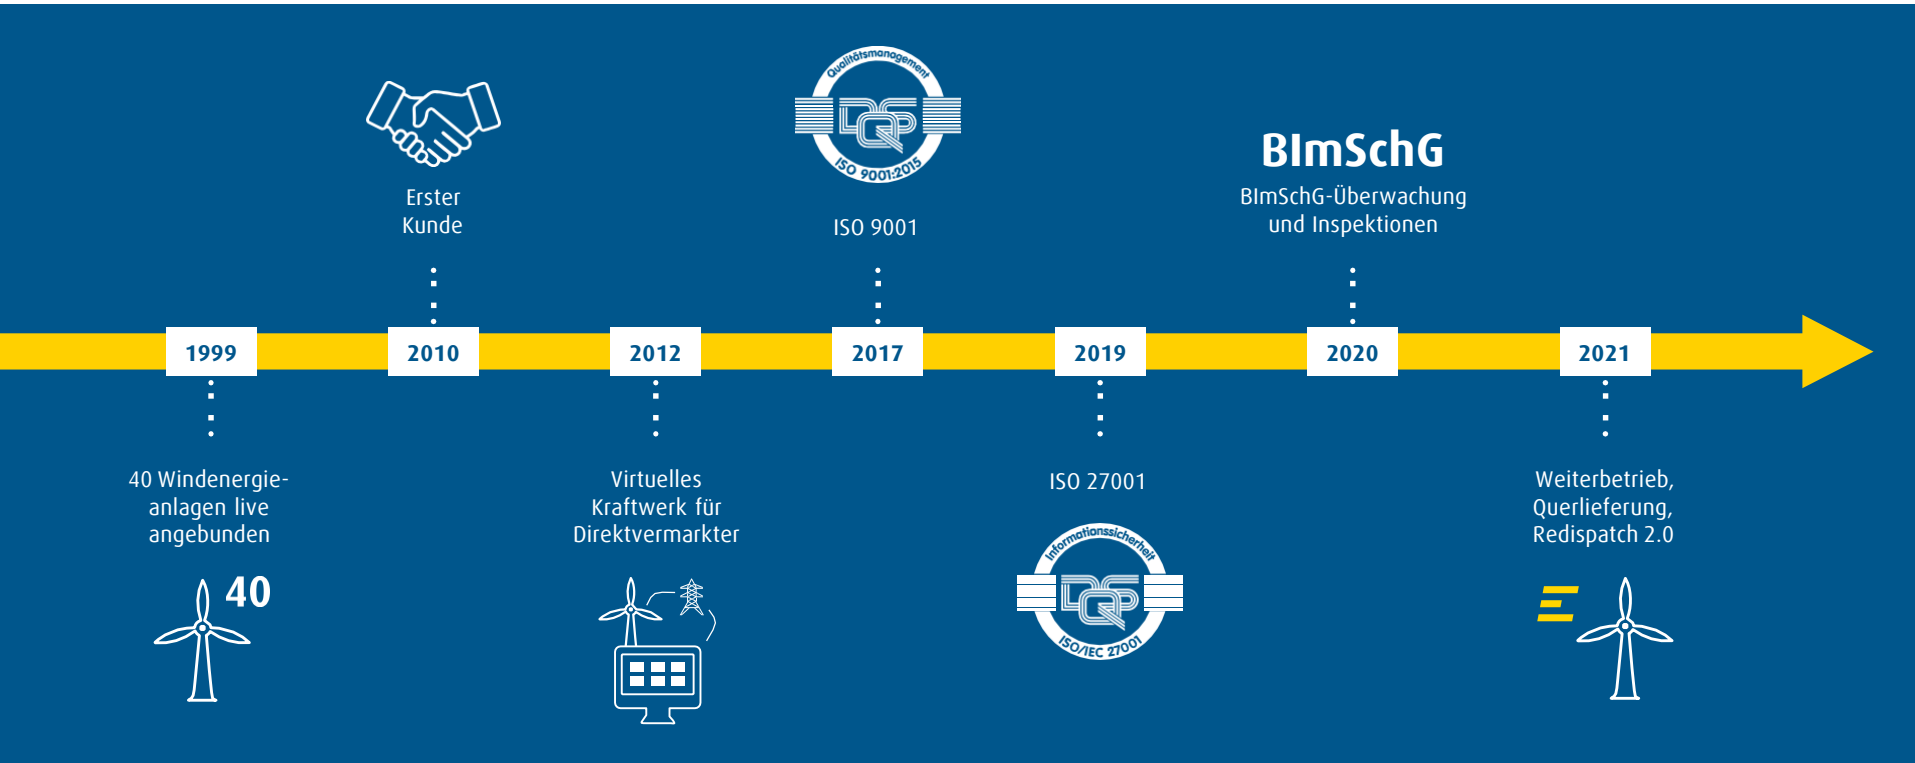 Qualitätsmanagement
DQS
ISO 9001:2015
BImSchG
Erster
Kunde
ISO 9001
BImSchG-Überwachung
und Inspektionen
1999
2010
2012
2017
2019
2020
2021
40 Windenergie-
anlagen live
angebunden
40
Virtuelles
Kraftwerk für
Direktvermarkter
ISO 27001
Informationssicherheit
DQS
ISO/IEC 27001
Weiterbetrieb,
Querlieferung,
Redispatch 2.0